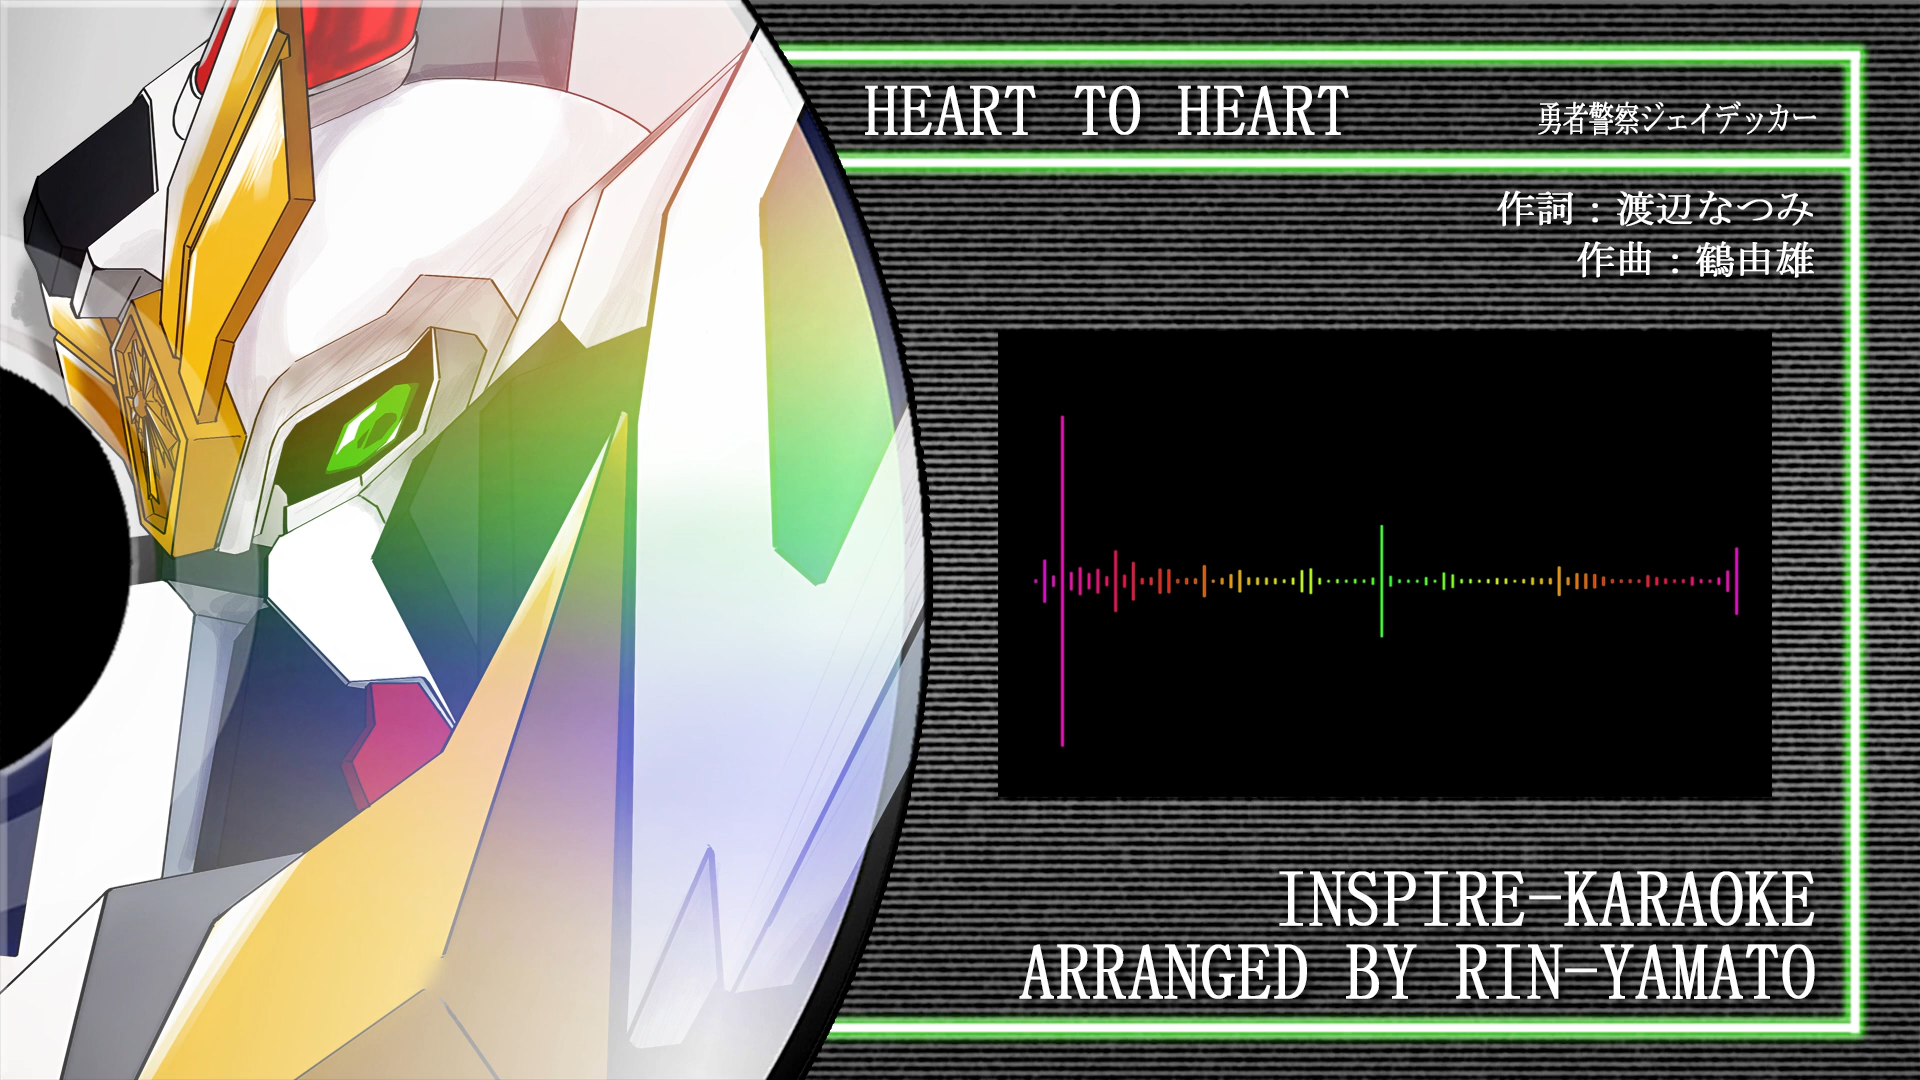 HEART TO HEART
勇者警察ジェイデッカー
作詞：渡辺なつみ
作曲：鶴由雄
INSPIRE-KARAOKE
ARRANGED BY RIN-YAMATO